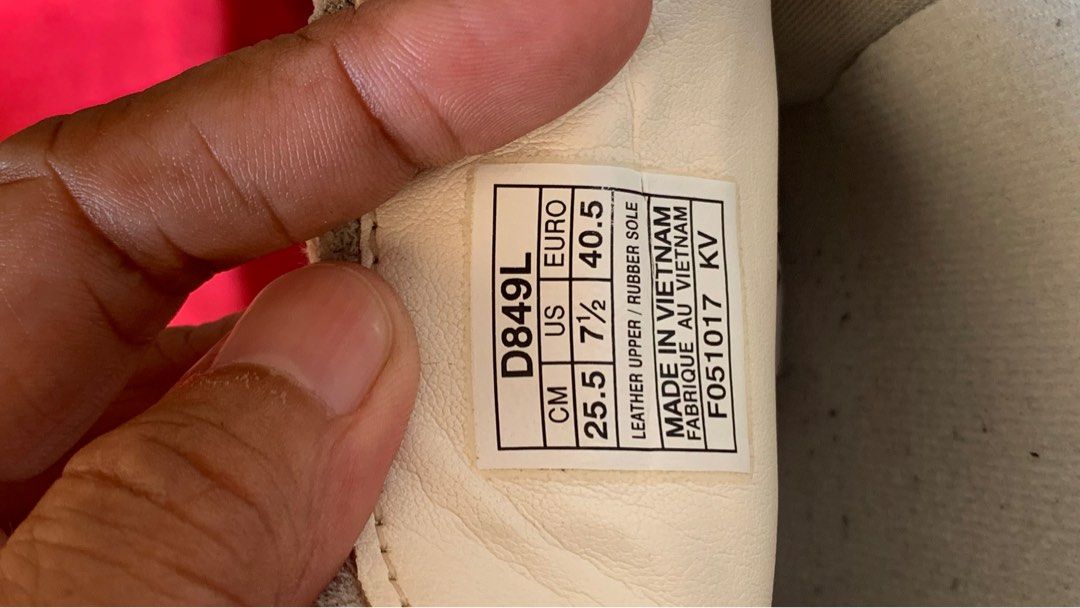 D849L
CM US EURO
25.5 7½ 40.5
LEATHER UPPER / RUBBER SOLE
MADE IN VIETNAM
FABRIQUE AU VIETNAM
F051017 KV